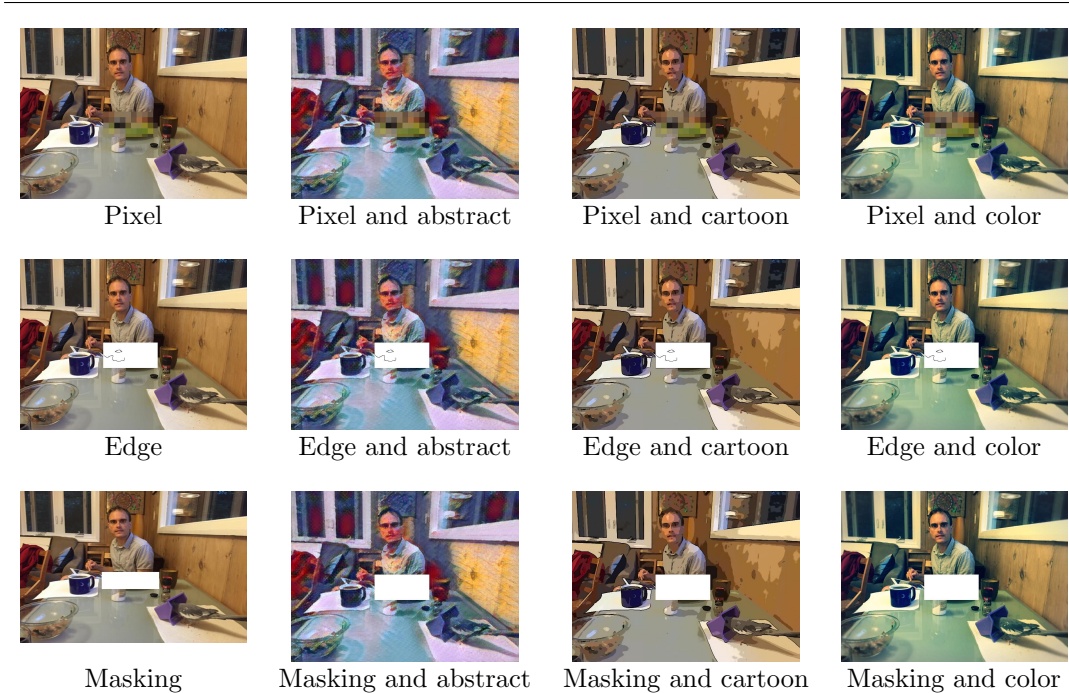 Pixel
Pixel and abstract
Pixel and cartoon
Pixel and color
Edge
Edge and abstract
Edge and cartoon
Edge and color
Masking
Masking and abstract
Masking and cartoon
Masking and color